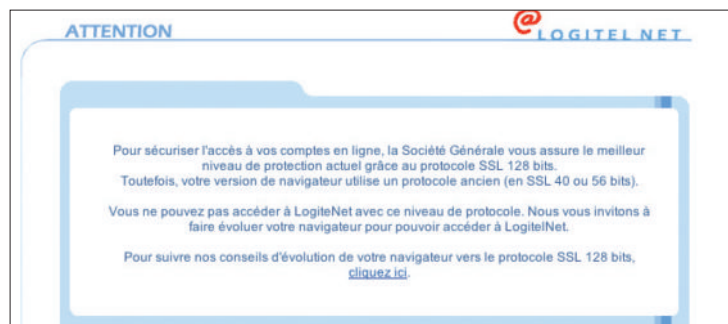 ATTENTION
@LOGITEL NET
Pour sécuriser l'accès à vos comptes en ligne, la Société Générale vous assure le meilleur
niveau de protection actuel grâce au protocole SSL 128 bits.
Toutefois, votre version de navigateur utilise un protocole ancien (en SSL 40 ou 56 bits).
Vous ne pouvez pas accéder à LogiteNet avec ce niveau de protocole. Nous vous invitons à
faire évoluer votre navigateur pour pouvoir accéder à LogitelNet.
Pour suivre nos conseils d'évolution de votre navigateur vers le protocole SSL 128 bits,
cliquez ici.